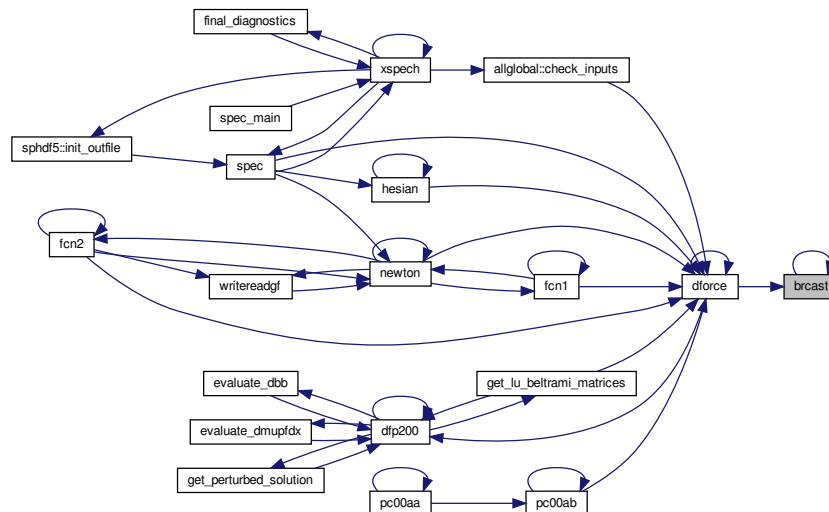 final_diagnostics
xspech
allglobal::check_inputs
spec_main
sphdf5::init_outfile
spec
hesian
fcn2
newton
writereadgf
fcn1
dforce
brcast
evaluate_dbb
get_lu_beltrami_matrices
evaluate_dmupfdx
dfp200
get_perturbed_solution
pc00aa
pc00ab